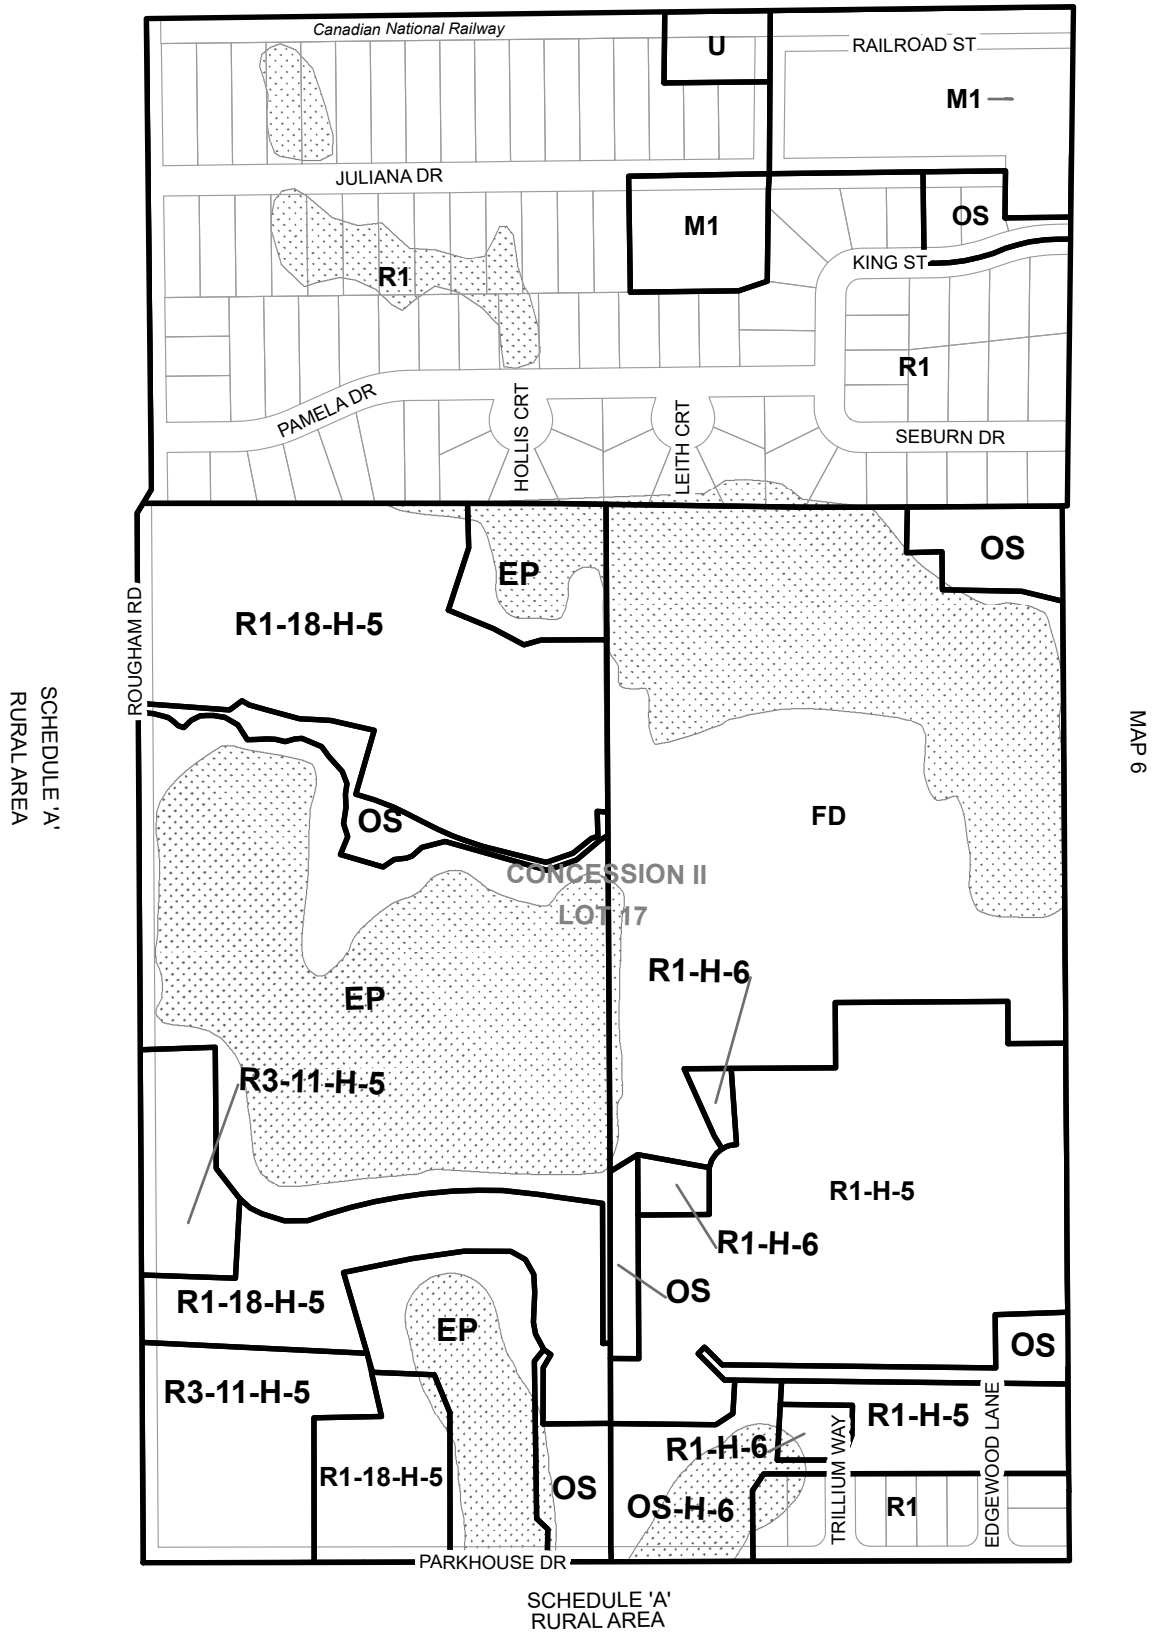 Canadian National Railway
U
RAILROAD ST
M1
JULIANA DR
M1
OS
KING ST
R1
R1
PAMELA DR
HOLLIS CRT
LEITH CRT
SEBURN DR
OS
EP
R1-18-H-5
ROUGHAM RD
SCHEDULE 'A'
RURAL AREA
MAP 6
OS
FD
CONCESSION II
LOT 17
R1-H-6
EP
R3-11-H-5
R1-H-5
R1-H-6
OS
R1-18-H-5
EP
OS
R3-11-H-5
R1-H-5
R1-H-6
TRILLIUM WAY
EDGEWOOD LANE
R1-18-H-5
OS
OS-H-6
R1
PARKHOUSE DR
SCHEDULE 'A'
RURAL AREA